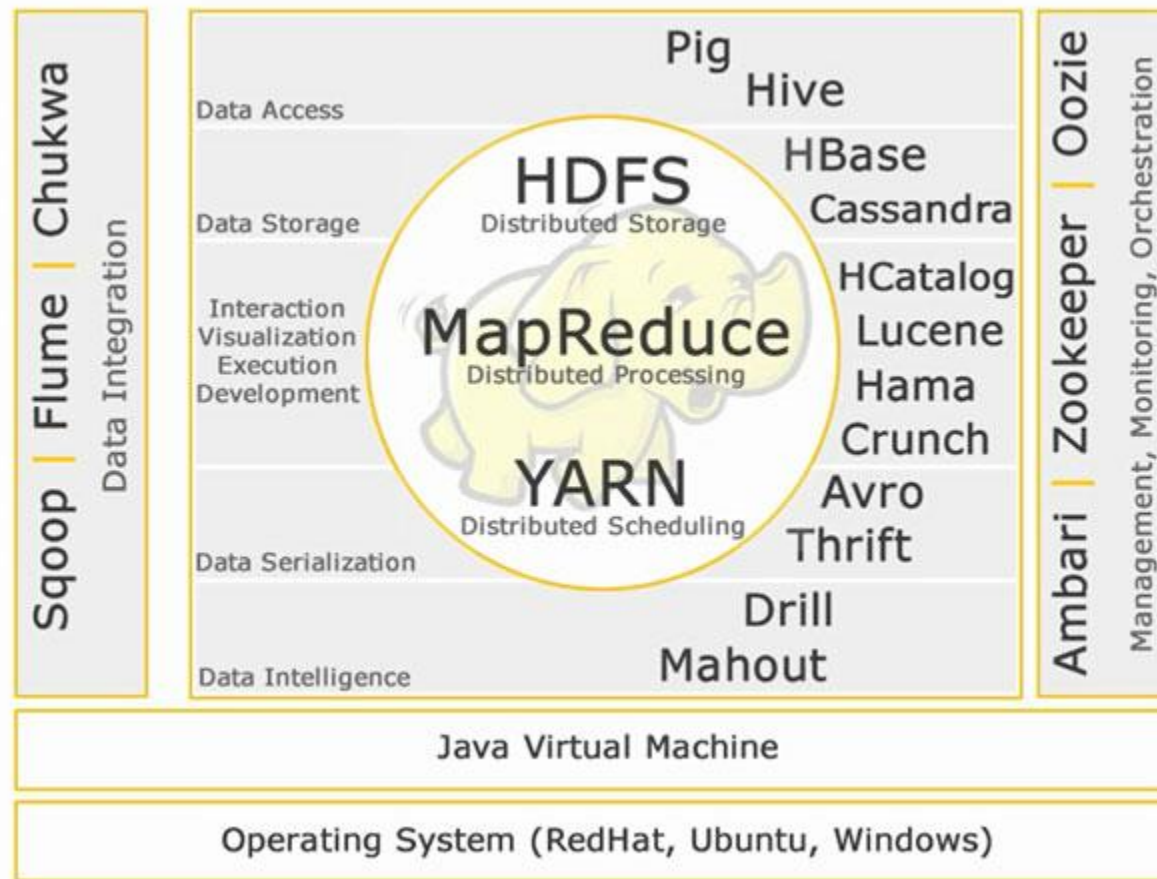 Sqoop | Flume | Chukwa
Data Integration
Pig
Hive
Data Access
HDFS
Distributed Storage
HBase
Cassandra
Data Storage
Interaction
Visualization
Execution
Development
MapReduce
Distributed Processing
HCatalog
Lucene
Hama
Crunch
YARN
Distributed Scheduling
Avro
Thrift
Data Serialization
Drill
Mahout
Data Intelligence
Ambari | Zookeeper | Oozie
Management, Monitoring, Orchestration
Java Virtual Machine
Operating System (RedHat, Ubuntu, Windows)